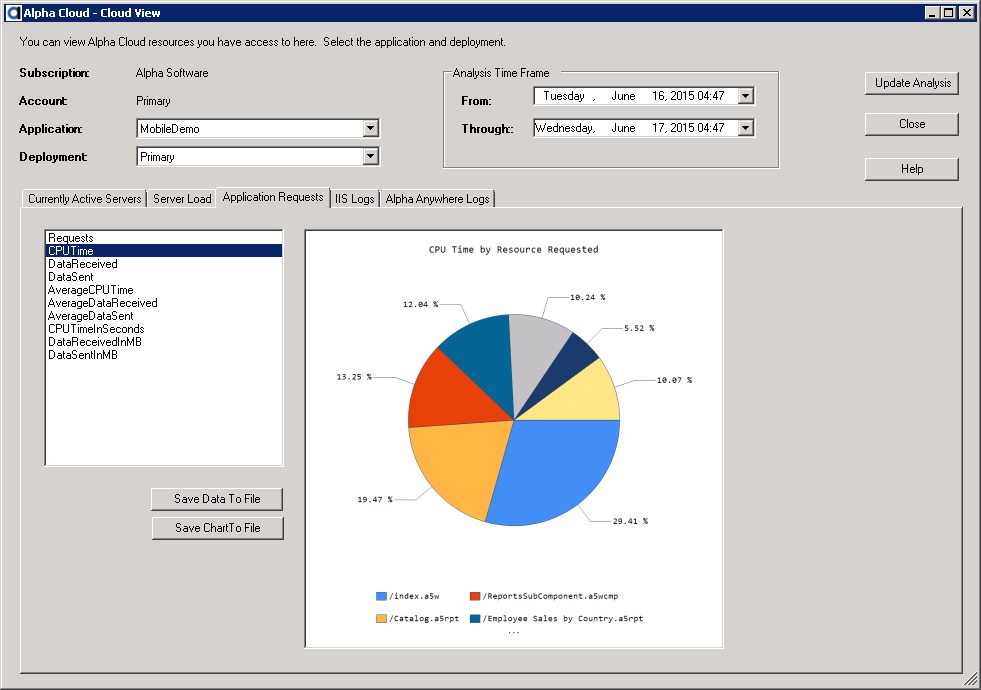 Alpha Cloud - Cloud View
You can view Alpha Cloud resources you have access to here. Select the application and deployment.
Subscription: Alpha Software
Account: Primary
Application: MobileDemo
Deployment: Primary
Analysis Time Frame
From: Tuesday , June 16, 2015 04:47
Through:: Wednesday, June 17, 2015 04:47
Update Analysis
Close
Help
Currently Active Servers Server Load Application Requests IIS Logs Alpha Anywhere Logs
Requests
CPUTime
DataReceived
DataSent
AverageCPUTime
AverageDataReceived
AverageDataSent
CPUTimeInSeconds
DataReceivedInMB
DataSentInMB
Save Data To File
Save ChartTo File
CPU Time by Resource Requested
10.24 %
12.04 %
5.52 %
13.25 %
10.07 %
19.47 %
29.41 %
/index.a5w /ReportsSubComponent.a5wcmp
/Catalog.a5rpt /Employee Sales by Country.a5rpt
...